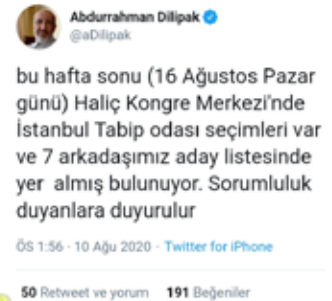 Abdurrahman Dilipak
@aDilipak
bu hafta sonu (16 Ağustos Pazar
günü) Haliç Kongre Merkezi'nde
İstanbul Tabip odası seçimleri var
ve 7 arkadaşımız aday listesinde
yer almış bulunuyor. Sorumluluk
duyanlara duyurulur
ÖS 1:56 · 10 Ağu 2020 · Twitter for iPhone
50 Retweet ve yorum 191 Beğeniler